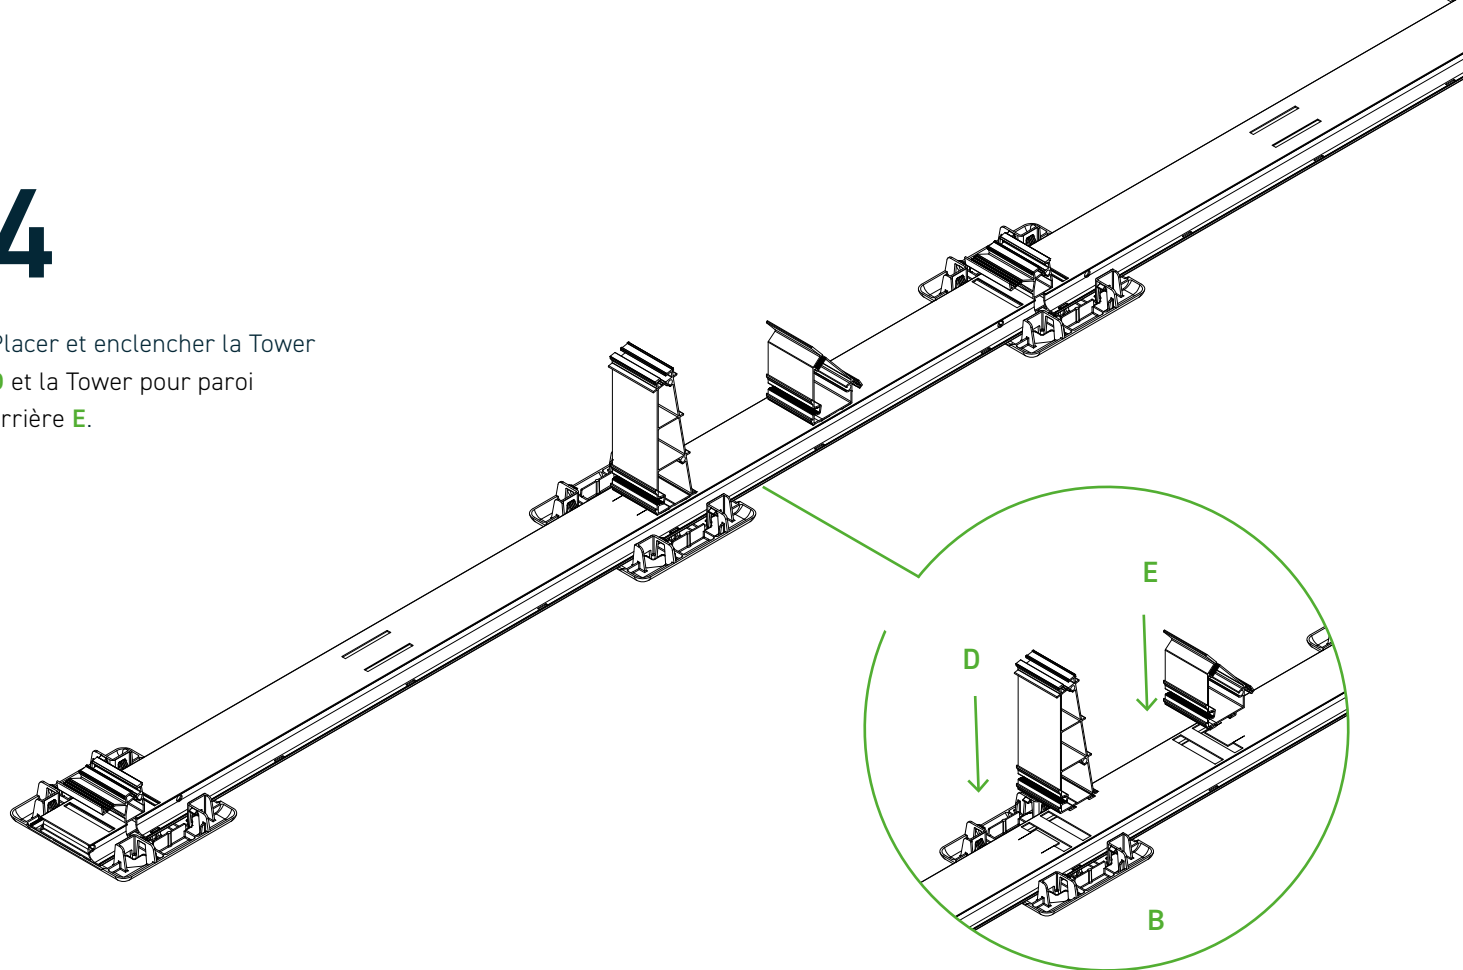 4
Placer et enclencher la Tower
D et la Tower pour paroi
rrière E.
E
D
B